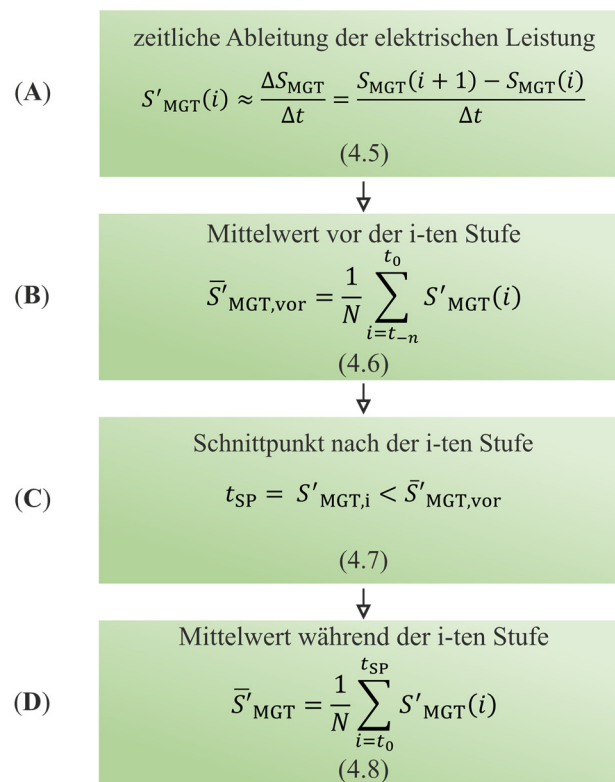 zeitliche Ableitung der elektrischen Leistung
(A) S′MGT(i) ≈ ΔSMGT/Δt = (SMGT(i + 1) − SMGT(i))/Δt
(4.5)
Mittelwert vor der i-ten Stufe
(B) S̄′MGT,vor = 1/N ∑_{i=t₋ₙ}^{t₀} S′MGT(i)
(4.6)
Schnittpunkt nach der i-ten Stufe
(C) tSP = S′MGT,i < S̄′MGT,vor
(4.7)
Mittelwert während der i-ten Stufe
(D) S̄′MGT = 1/N ∑_{i=t₀}^{tSP} S′MGT(i)
(4.8)